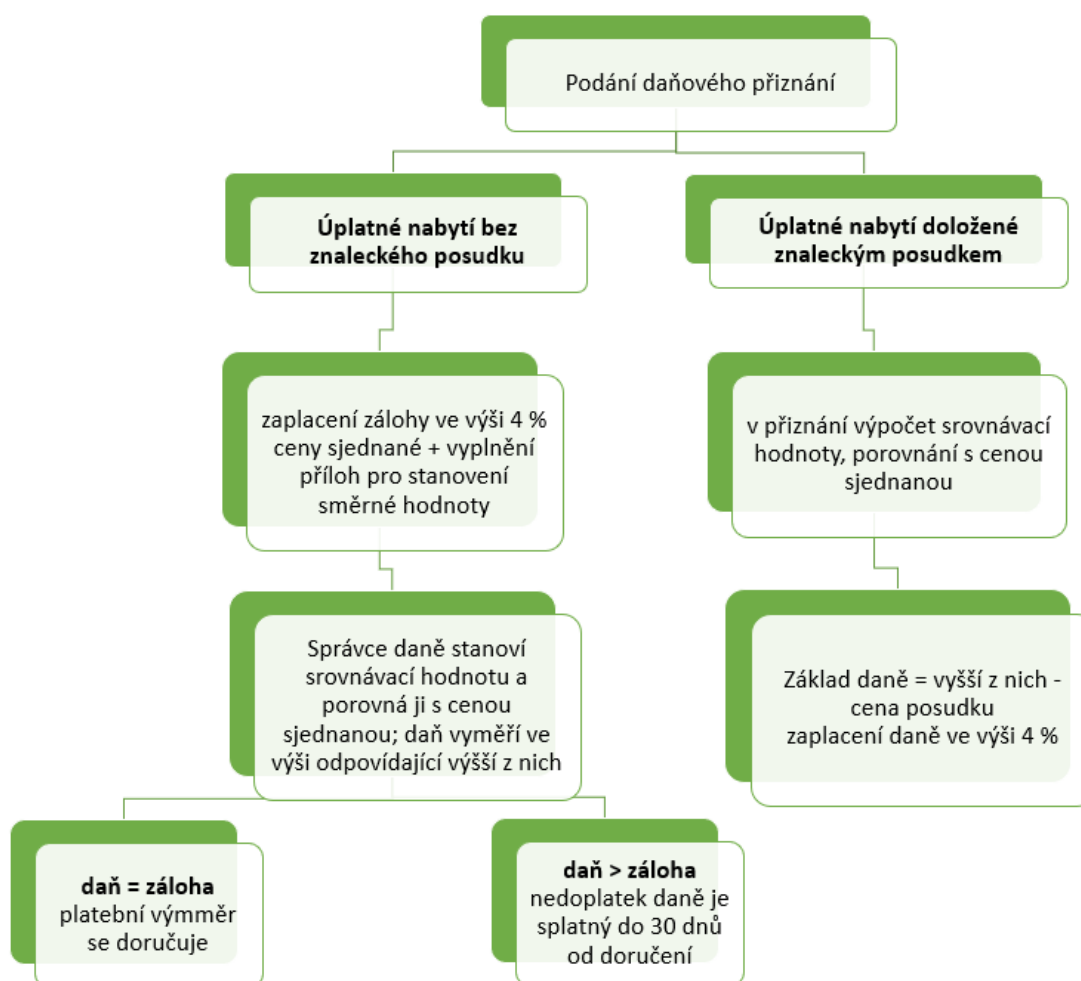 Podání daňového přiznání
Úplatné nabytí bez
znaleckého posudku
Úplatné nabytí doložené
znaleckým posudkem
zaplacení zálohy ve výši 4 %
ceny sjednané + vyplnění
příloh pro stanovení
směrné hodnoty
v přiznání výpočet srovnávací
hodnoty, porovnání s cenou
sjednanou
Správce daně stanoví
srovnávací hodnotu a
porovná ji s cenou
sjednanou; daň vyměří ve
výši odpovídající výšší z nich
Základ daně = vyšší z nich -
cena posudku
zaplacení daně ve výši 4 %
daň = záloha
platební výmměr
se doručuje
daň > záloha
nedoplatek daně je
splatný do 30 dnů
od doručení